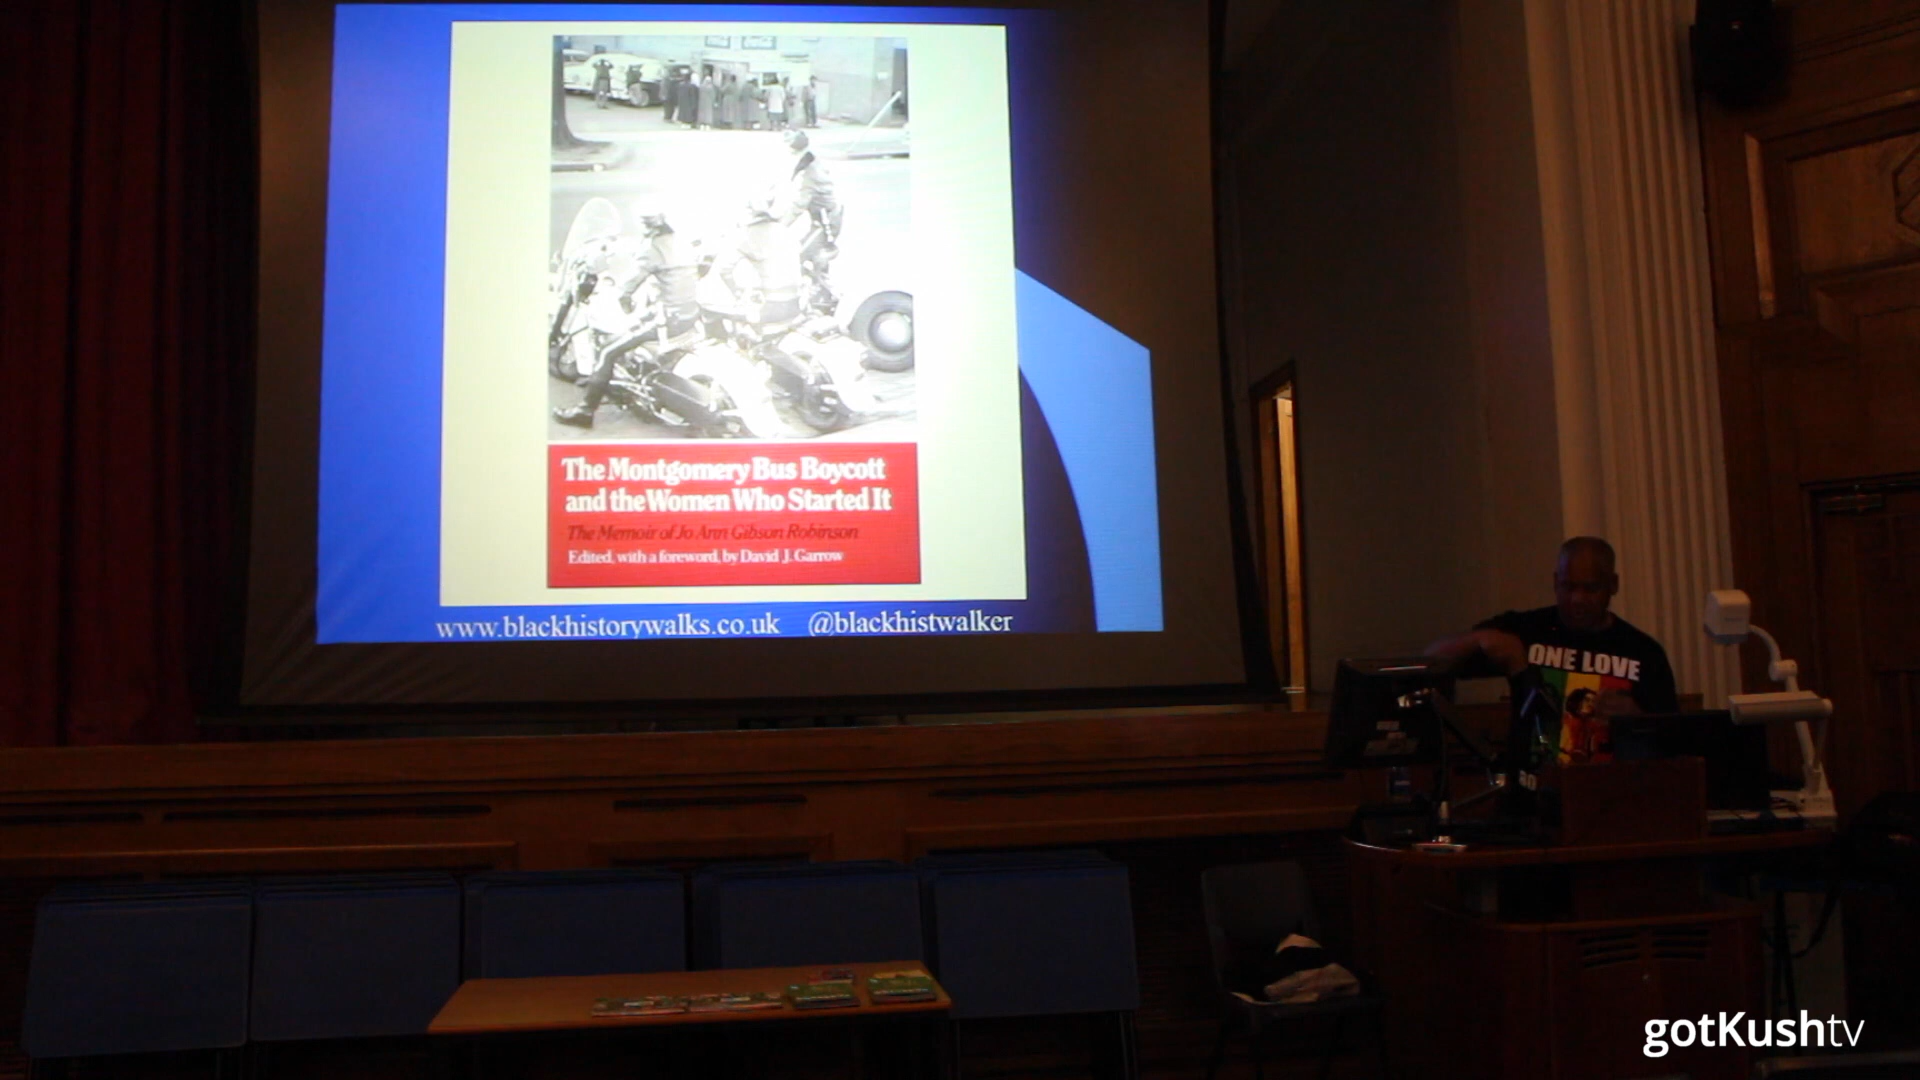 The Montgomery Bus Boycott
and the Women Who Started It
The Memoir of Jo Ann Gibson Robinson
Edited, with a foreword, by David J. Garrow
www.blackhistorywalks.co.uk @blackhistwalker
ONE LOVE
gotKushtv